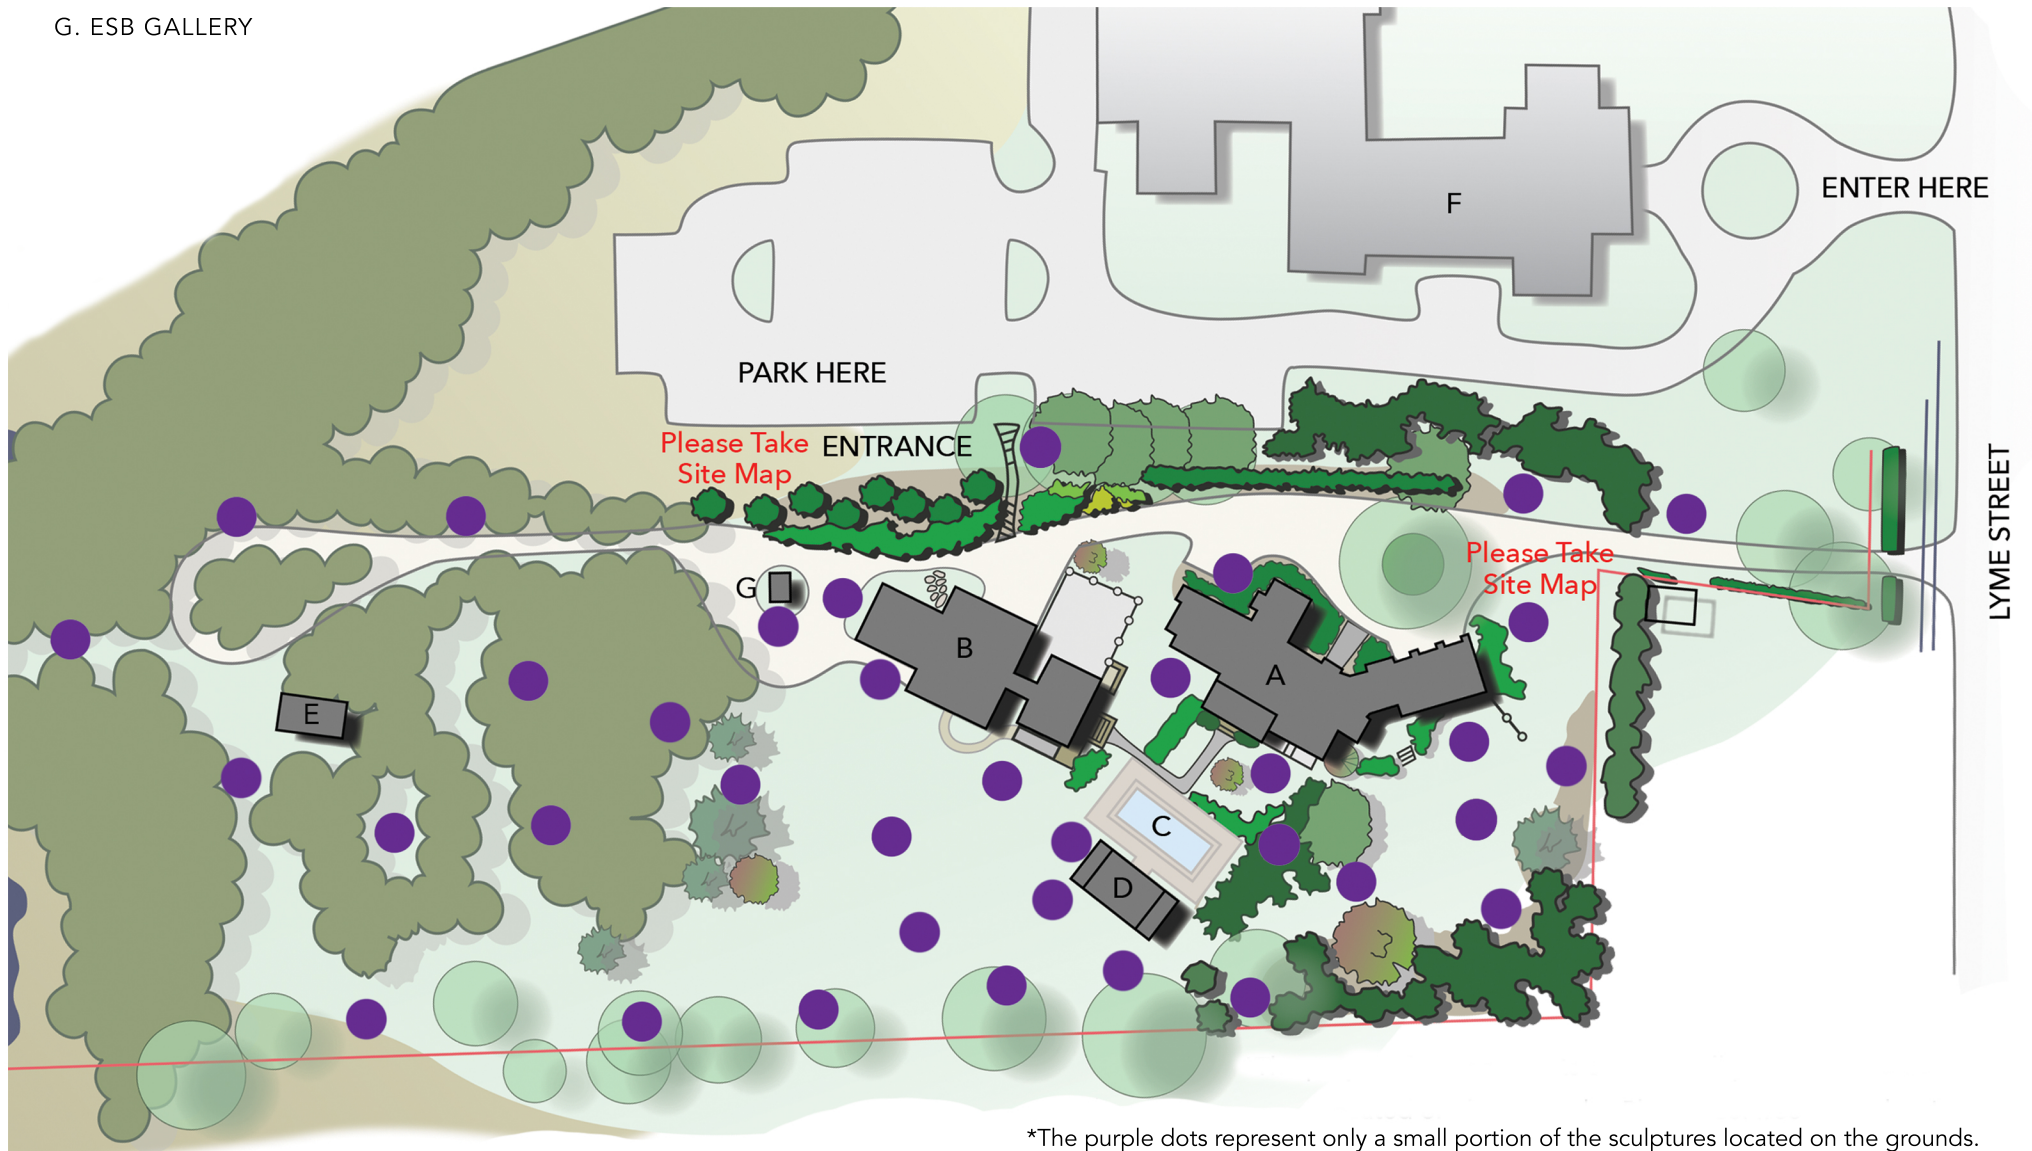 G. ESB GALLERY
F
ENTER HERE
PARK HERE
Please Take
Site Map
ENTRANCE
LYME STREET
Please Take
Site Map
G
B
A
E
C
D
*The purple dots represent only a small portion of the sculptures located on the grounds.